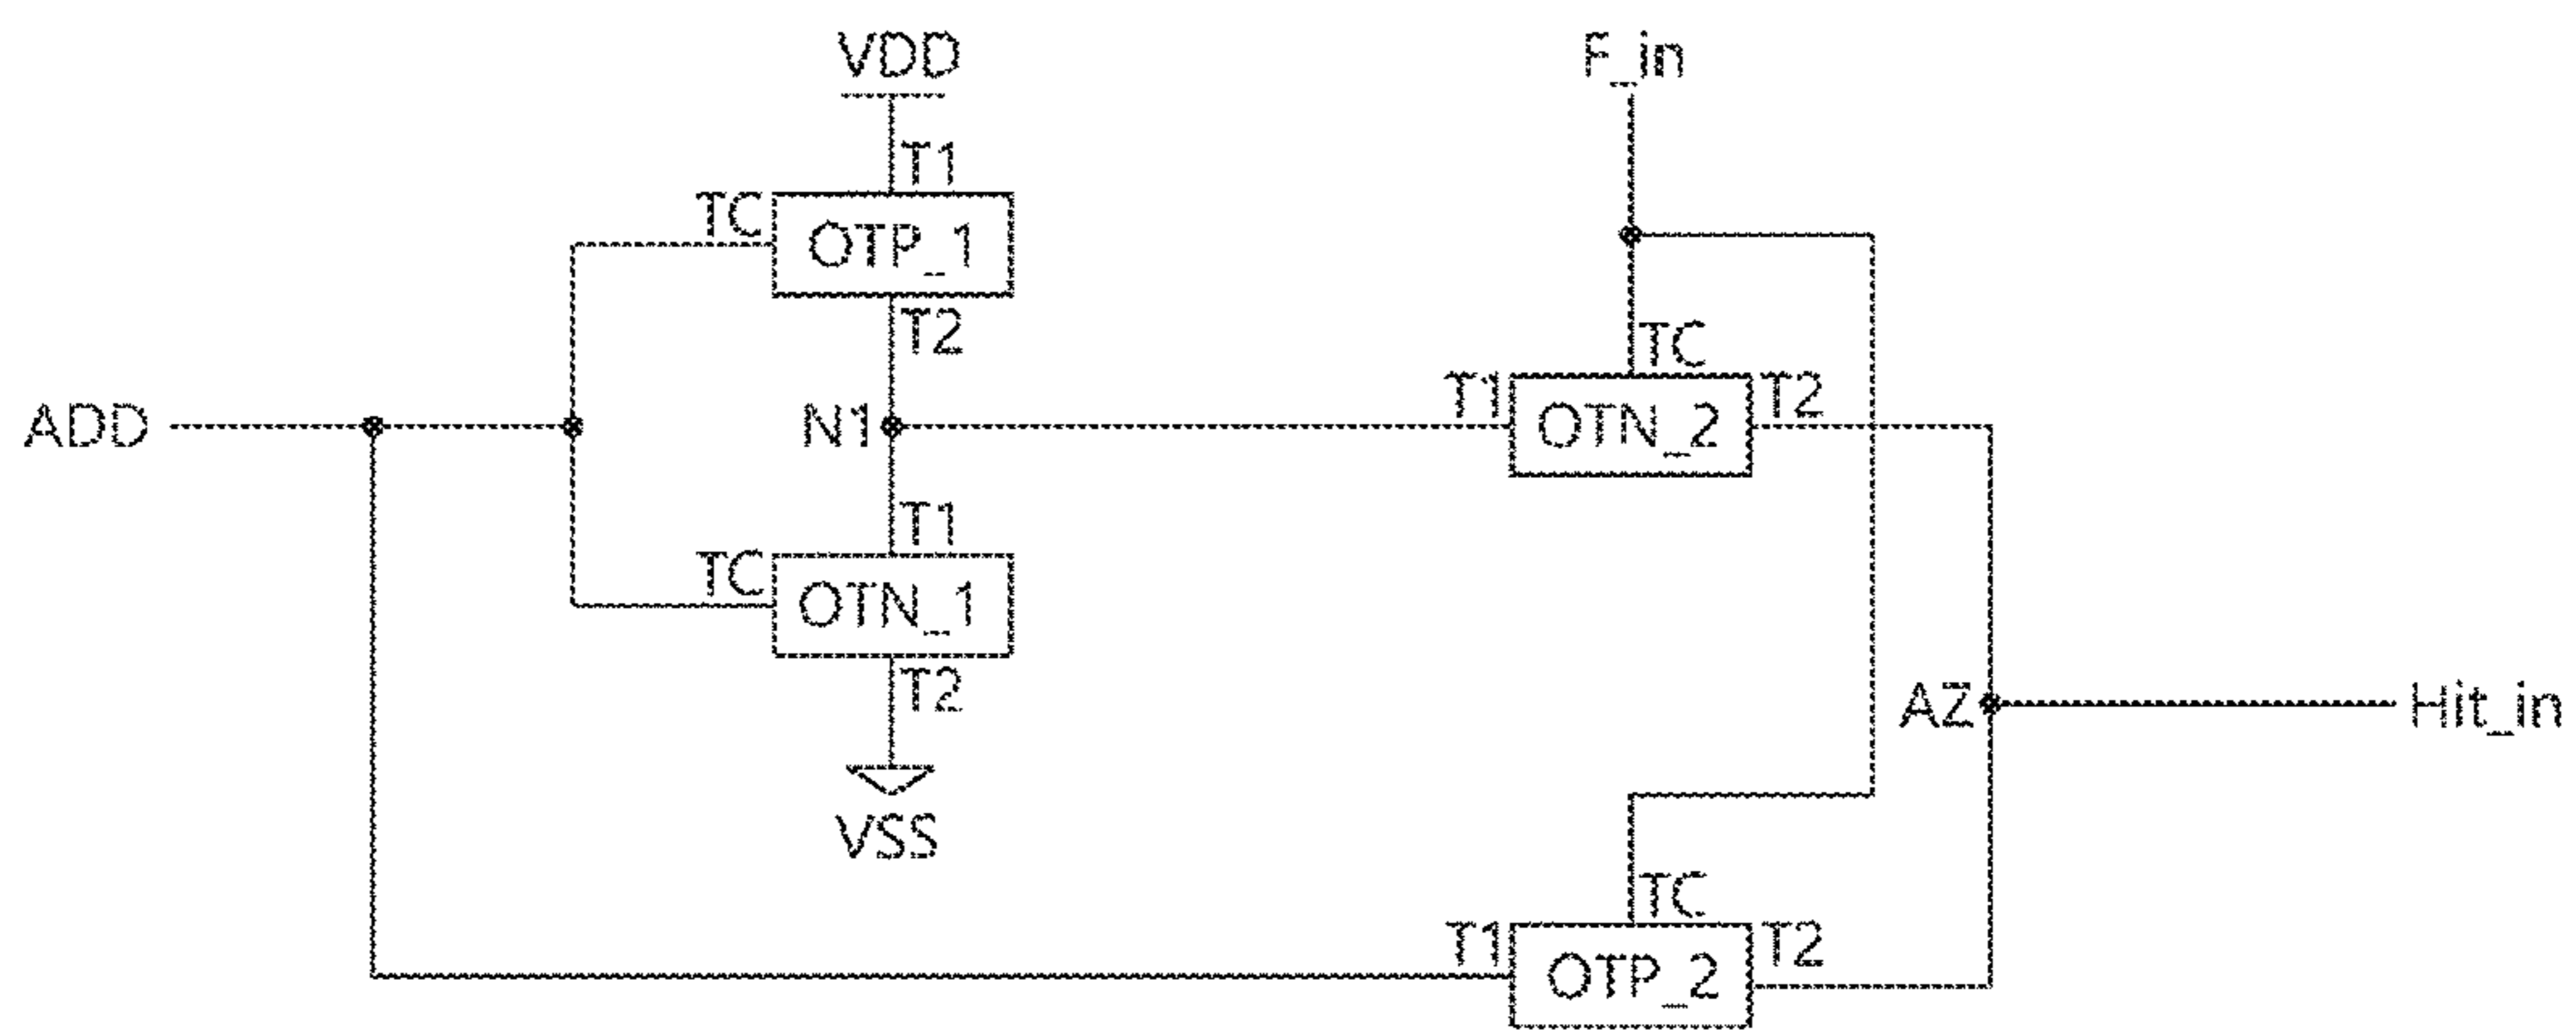 VDD
F_in
T1
TC
OTP_1
T2
TC
T1
T2
ADD
N1
OTN_2
T1
TC
OTN_1
T2
AZ
Hit_in
VSS
TC
T1
T2
OTP_2